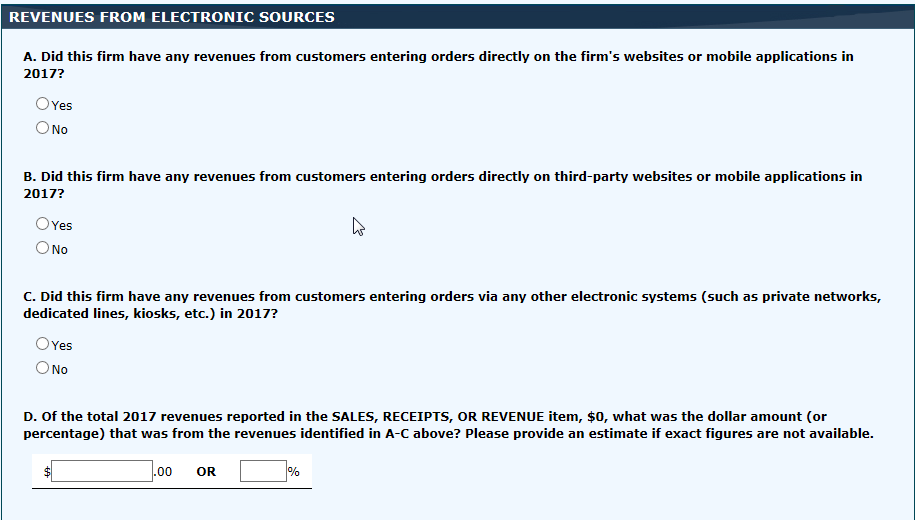 REVENUES FROM ELECTRONIC SOURCES
A. Did this firm have any revenues from customers entering orders directly on the firm's websites or mobile applications in
2017?
Yes
No
B. Did this firm have any revenues from customers entering orders directly on third-party websites or mobile applications in
2017?
Yes
No
C. Did this firm have any revenues from customers entering orders via any other electronic systems (such as private networks,
dedicated lines, kiosks, etc.) in 2017?
Yes
No
D. Of the total 2017 revenues reported in the SALES, RECEIPTS, OR REVENUE item, $0, what was the dollar amount (or
percentage) that was from the revenues identified in A-C above? Please provide an estimate if exact figures are not available.
$ .00 OR %